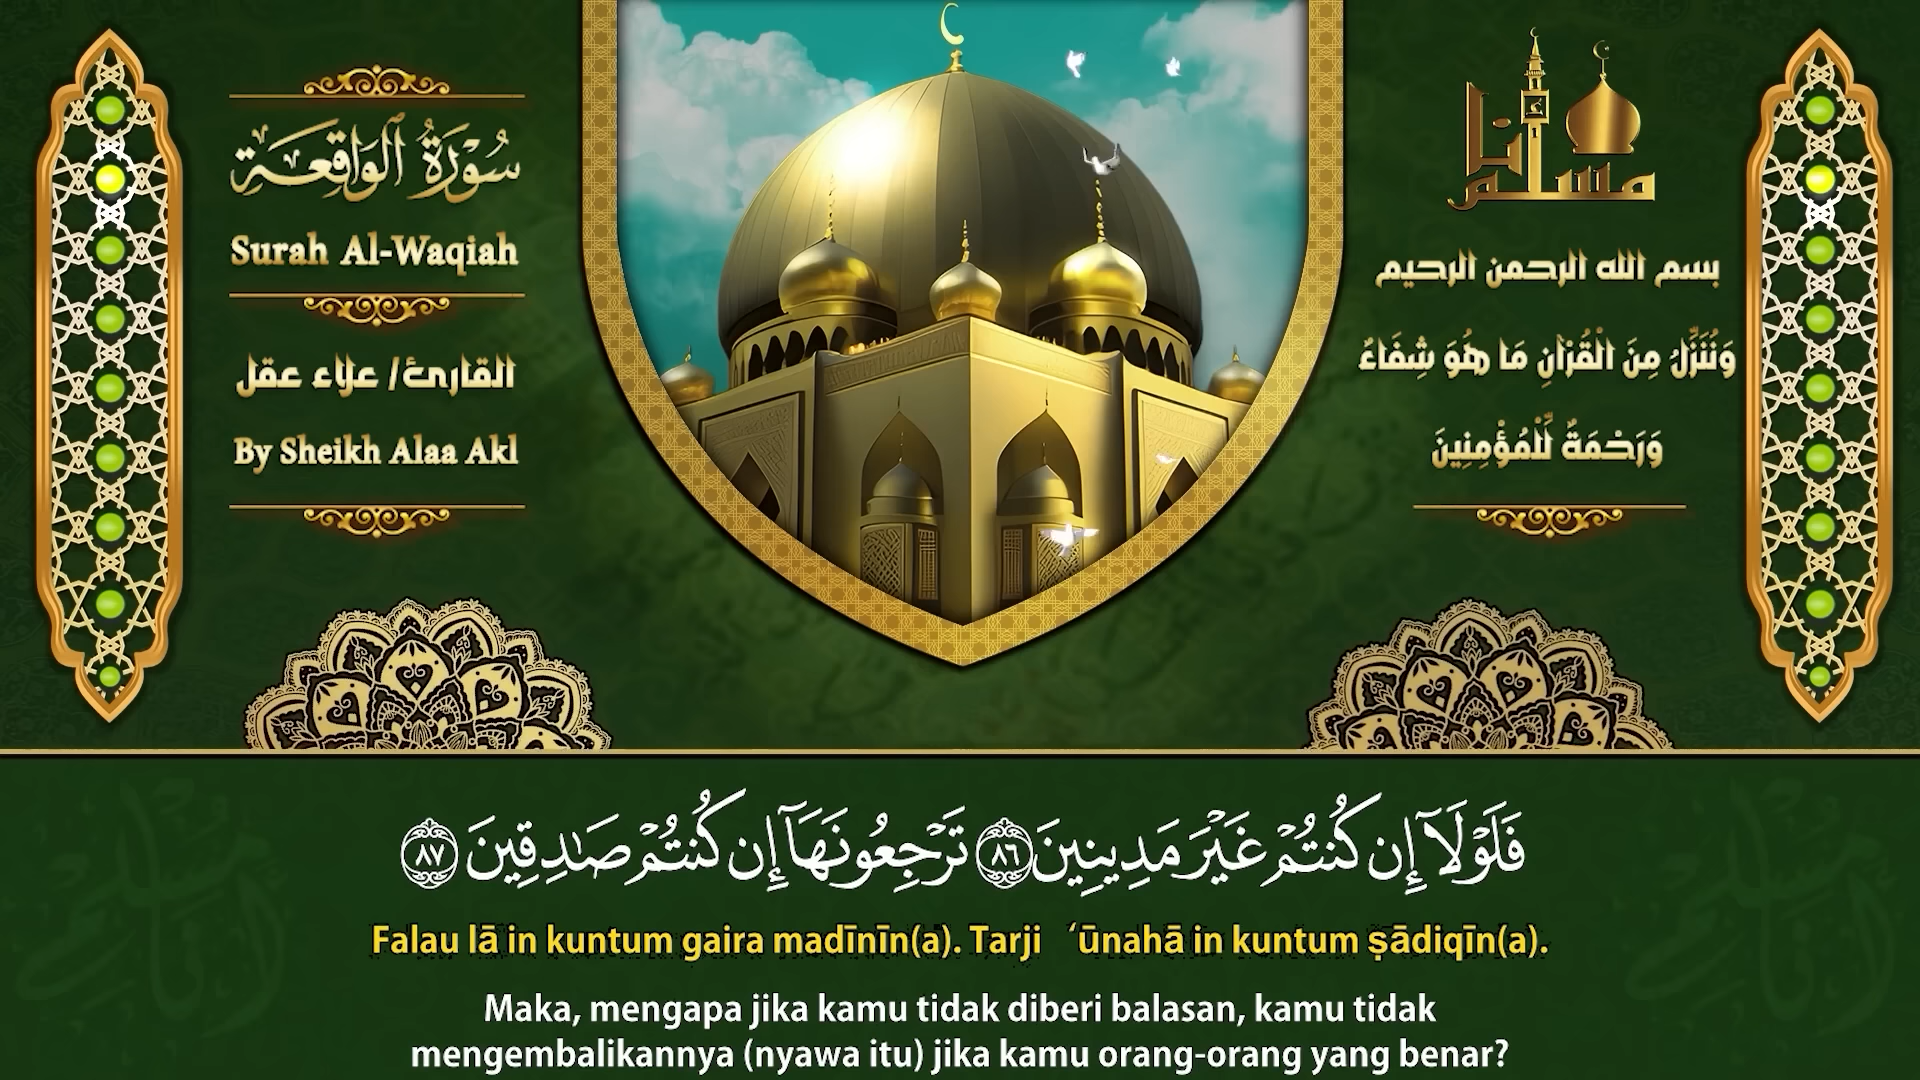 سُورَةُ الوَاقِعَة
Surah Al-Waqiah
القارئ / علاء عقل
By Sheikh Alaa Akl
أنا مسلم
بسم الله الرحمن الرحيم
وَنُنَزِّلُ مِنَ الْقُرْآنِ مَا هُوَ شِفَاءٌ
وَرَحْمَةٌ لِّلْمُؤْمِنِينَ
فَلَوْلَآ إِن كُنتُمْ غَيْرَ مَدِينِينَ ٨٦ تَرْجِعُونَهَآ إِن كُنتُمْ صَـٰدِقِينَ ٨٧
Falau lā in kuntum gaira madīnīn(a). Tarji ‘ūnahā in kuntum ṣādiqīn(a).
Maka, mengapa jika kamu tidak diberi balasan, kamu tidak
mengembalikannya (nyawa itu) jika kamu orang-orang yang benar?